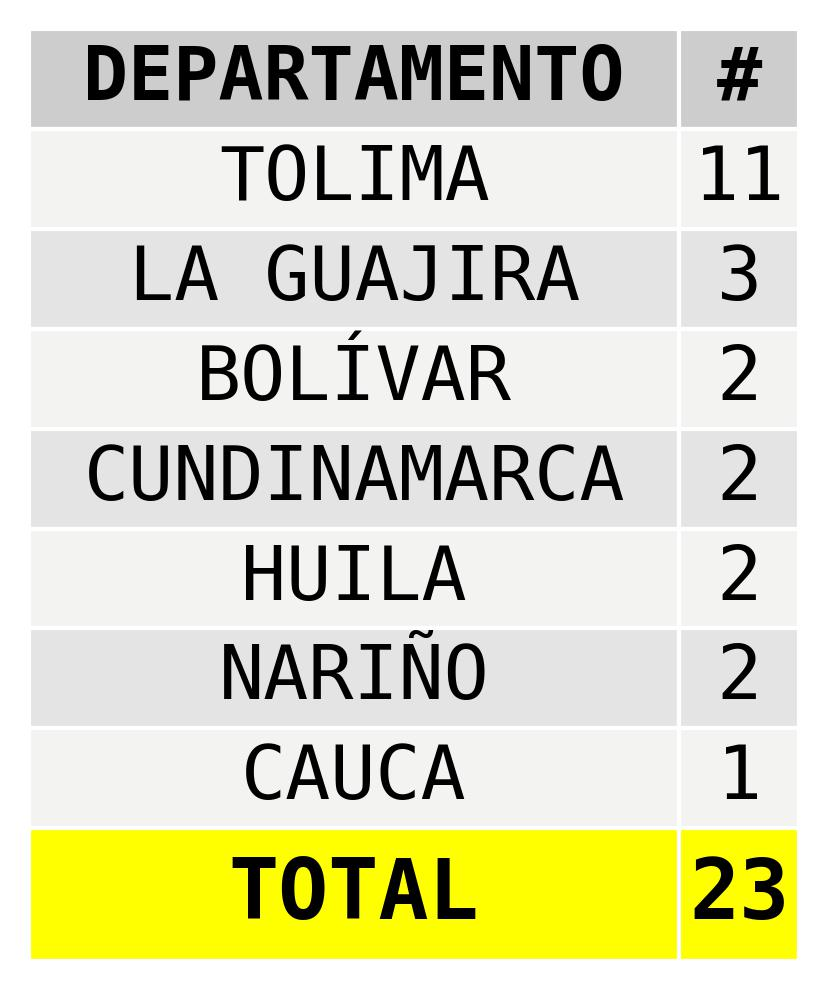 DEPARTAMENTO #
TOLIMA 11
LA GUAJIRA 3
BOLÍVAR 2
CUNDINAMARCA 2
HUILA 2
NARIÑO 2
CAUCA 1
TOTAL 23